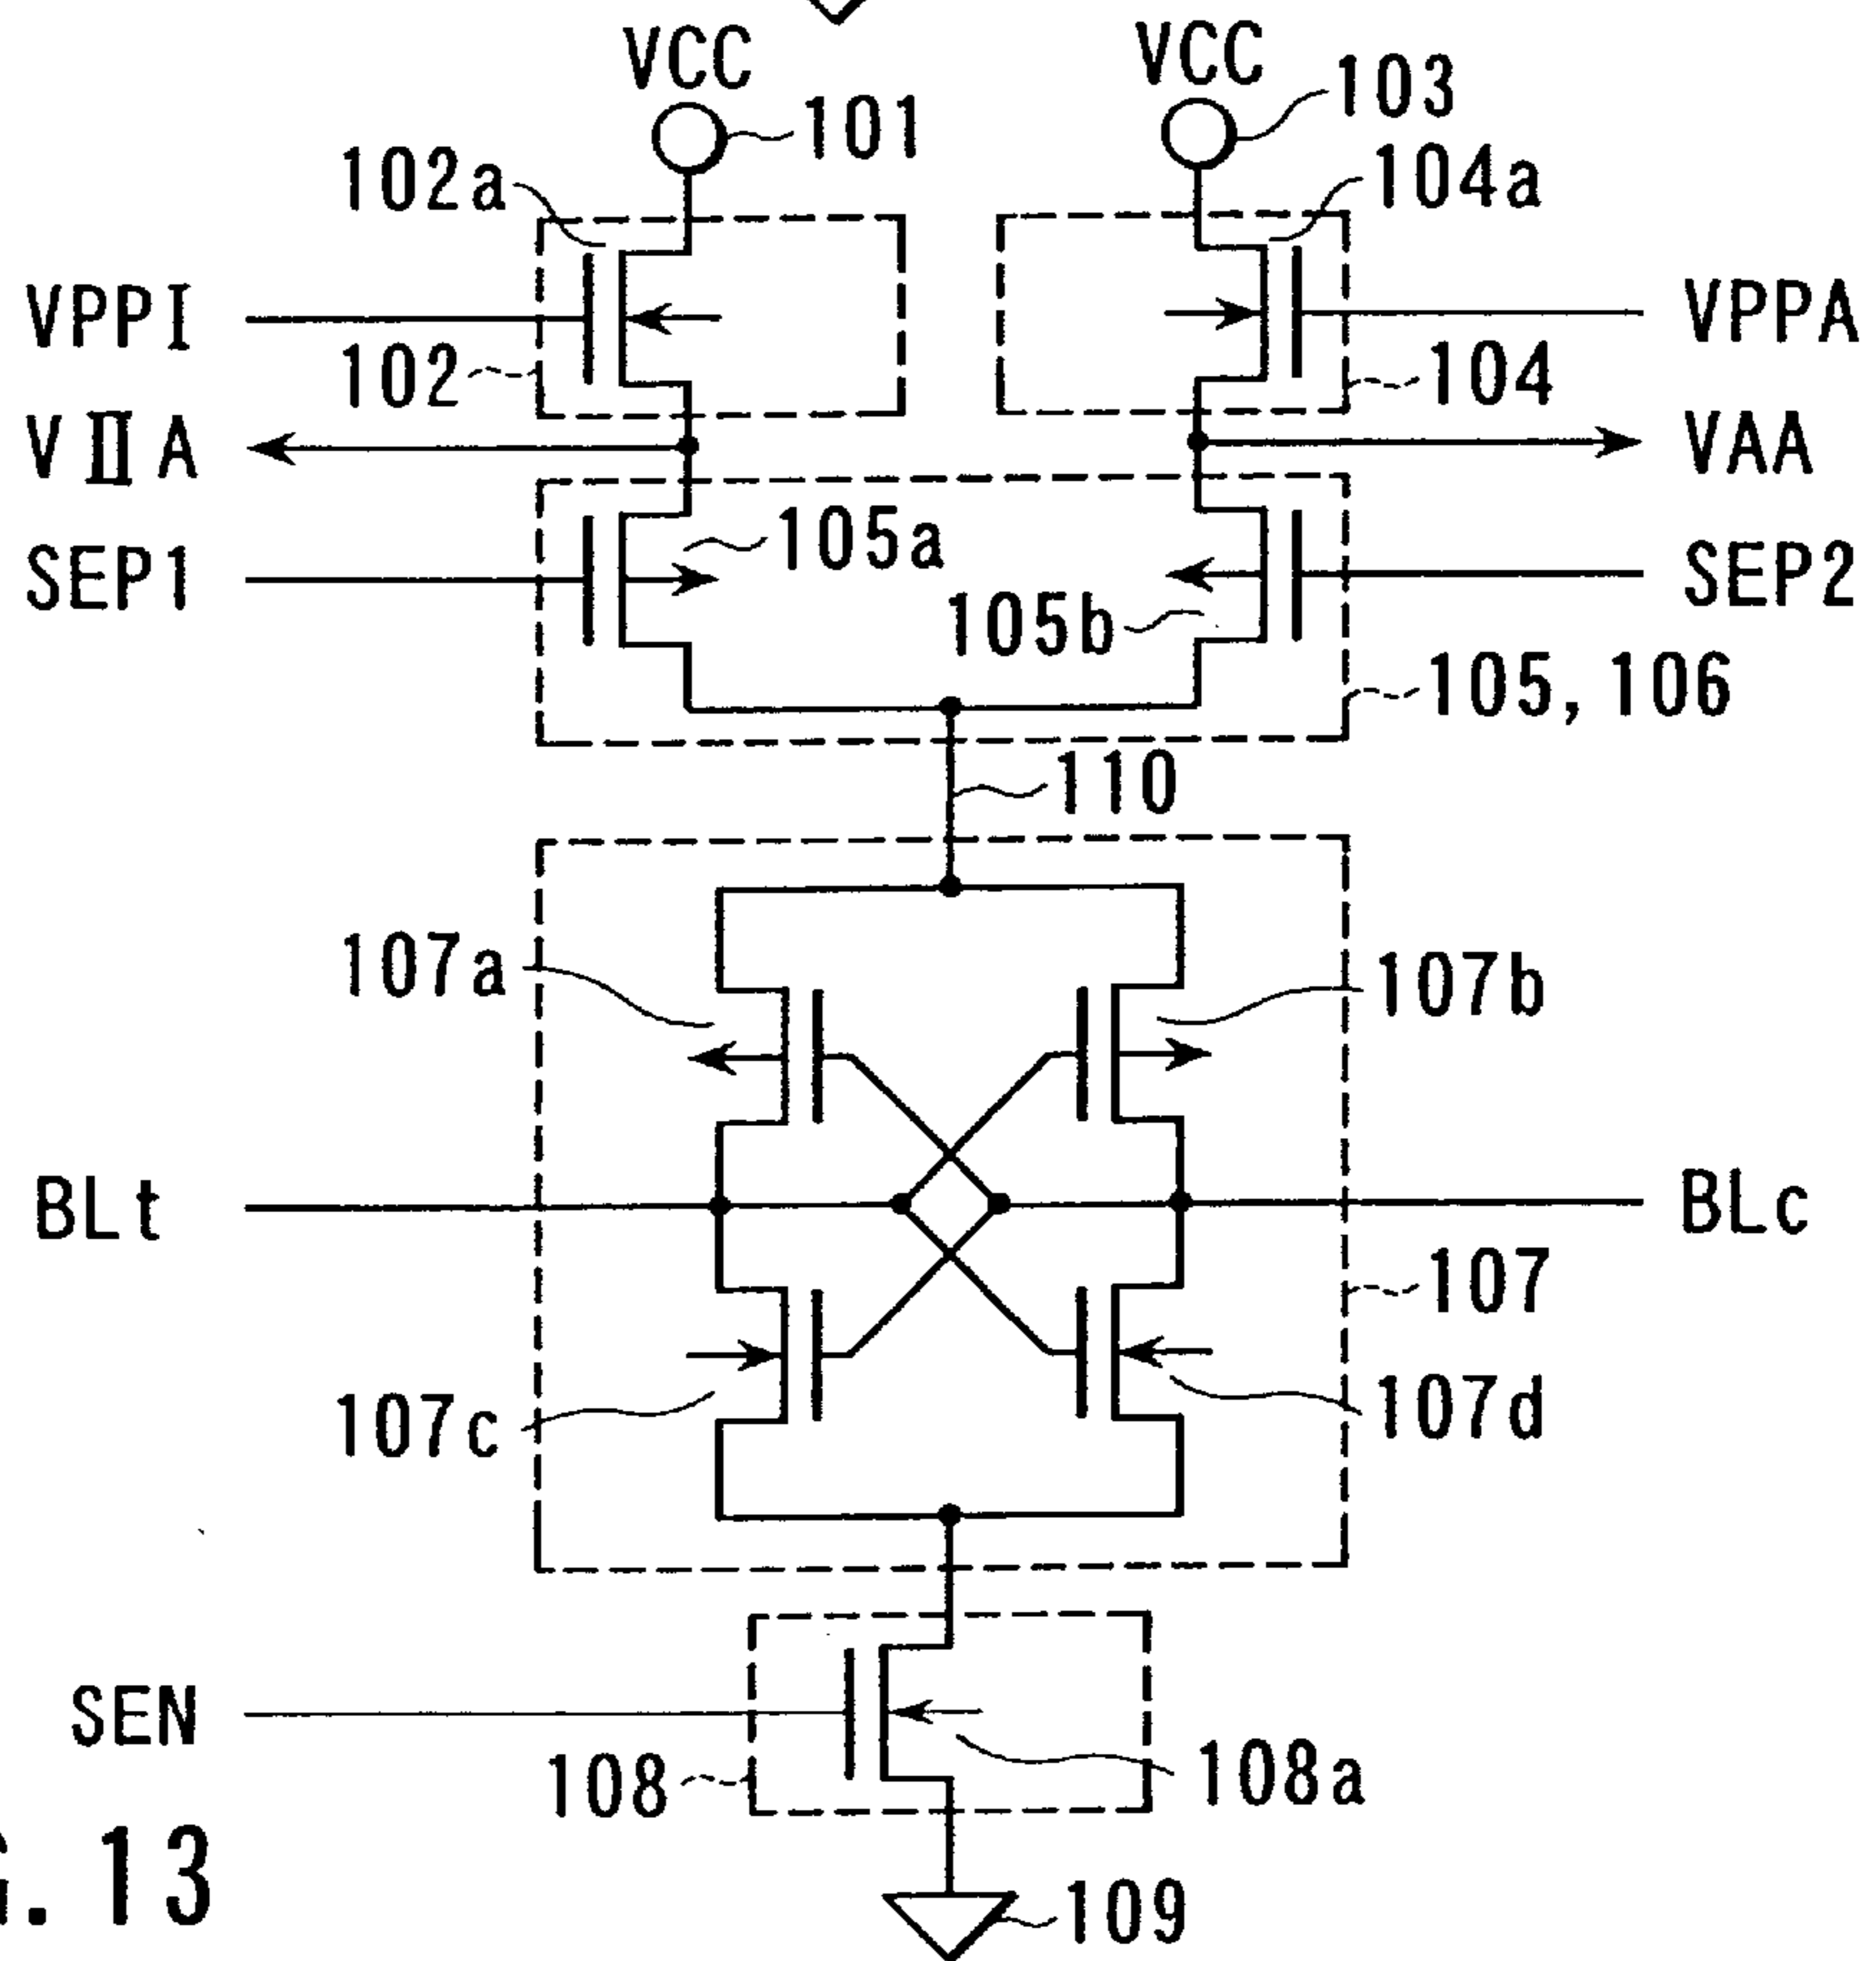 VCC VCC
101 103
102a 104a
VPPI VPPA
102 104
VⅡA VAA
105a
SEP1 SEP2
105b
105, 106
110
107a 107b
BLt BLc
107
107c 107d
SEN
108 108a
.13
109